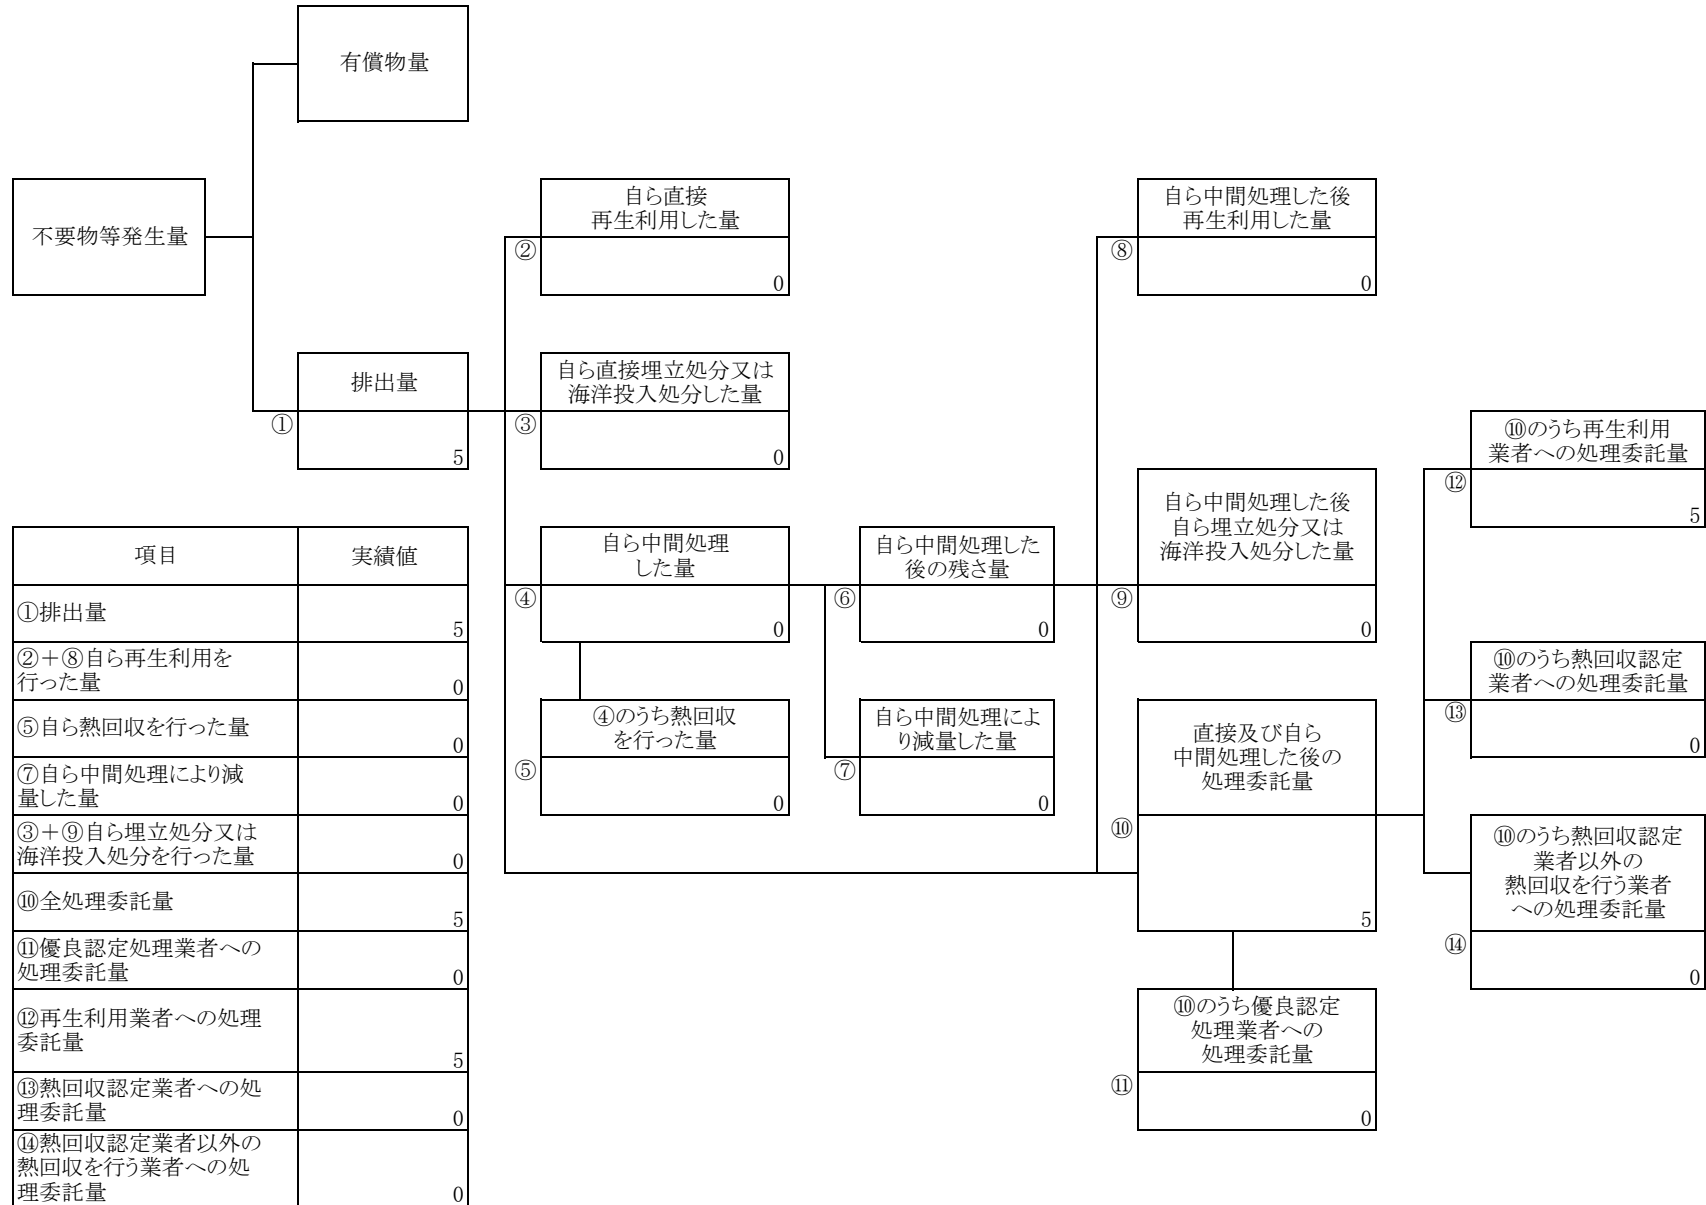 有償物量
不要物等発生量
自ら直接
再生利用した量
②
0
自ら中間処理した後
再生利用した量
⑧
0
排出量
①
5
自ら直接埋立処分又は
海洋投入処分した量
③
0
⑩のうち再生利用
業者への処理委託量
⑫
5
自ら中間処理
した量
④
0
自ら中間処理した
後の残さ量
⑥
0
自ら中間処理した後
自ら埋立処分又は
海洋投入処分した量
⑨
0
⑩のうち熱回収認定
業者への処理委託量
⑬
0
④のうち熱回収
を行った量
⑤
0
自ら中間処理によ
り減量した量
⑦
0
直接及び自ら
中間処理した後の
処理委託量
⑩
5
⑩のうち熱回収認定
業者以外の
熱回収を行う業者
への処理委託量
⑭
0
⑩のうち優良認定
処理業者への
処理委託量
⑪
0
項目 実績値
①排出量
5
②+⑧自ら再生利用を
行った量
0
⑤自ら熱回収を行った量
0
⑦自ら中間処理により減
量した量
0
③+⑨自ら埋立処分又は
海洋投入処分を行った量
0
⑩全処理委託量
5
⑪優良認定処理業者への
処理委託量
0
⑫再生利用業者への処理
委託量
5
⑬熱回収認定業者への処
理委託量
0
⑭熱回収認定業者以外の
熱回収を行う業者への処
理委託量
0